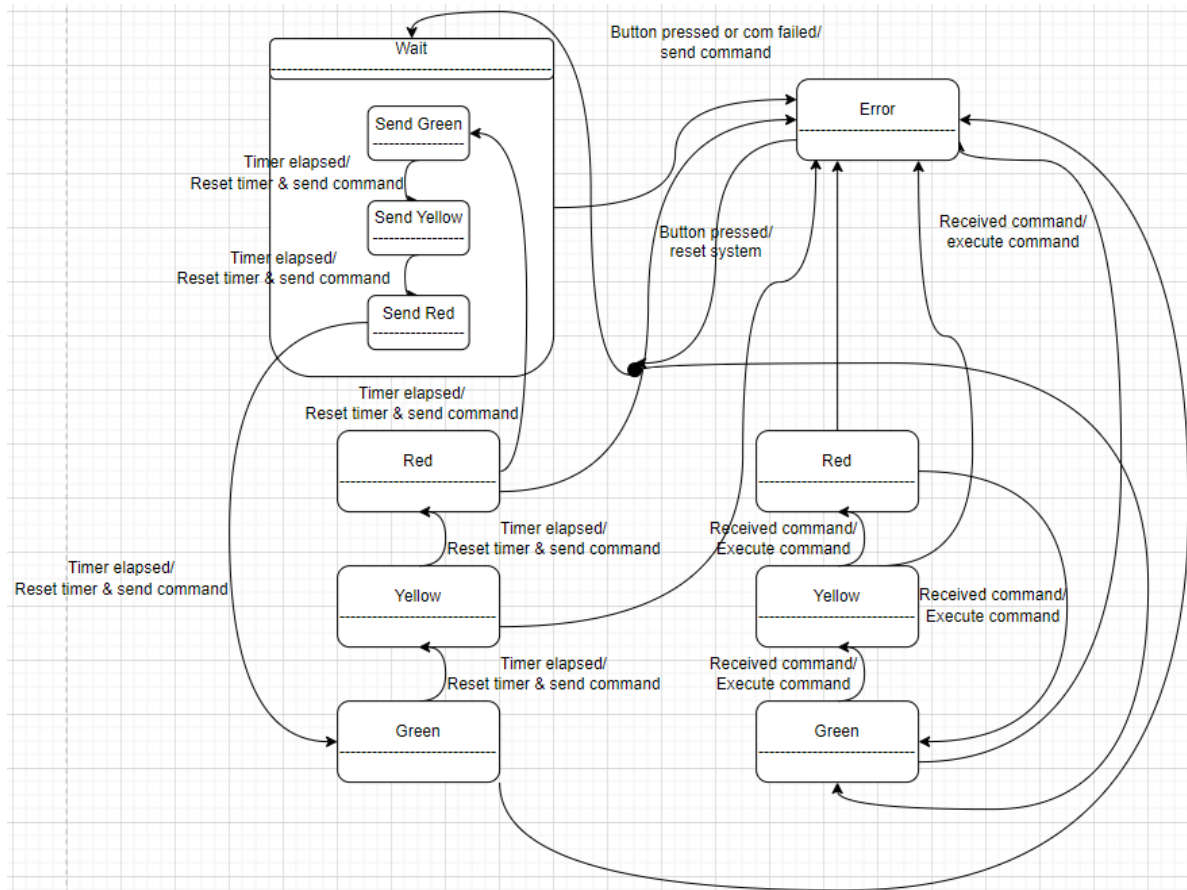 Wait
Button pressed or com failed/
send command
Error
Send Green
Timer elapsed/
Reset timer & send command
Send Yellow
Timer elapsed/
Reset timer & send command
Send Red
Button pressed/
reset system
Received command/
execute command
Timer elapsed/
Reset timer & send command
Red
Red
Timer elapsed/
Reset timer & send command
Received command/
Execute command
Timer elapsed/
Reset timer & send command
Yellow
Yellow
Received command/
Execute command
Timer elapsed/
Reset timer & send command
Received command/
Execute command
Green
Green